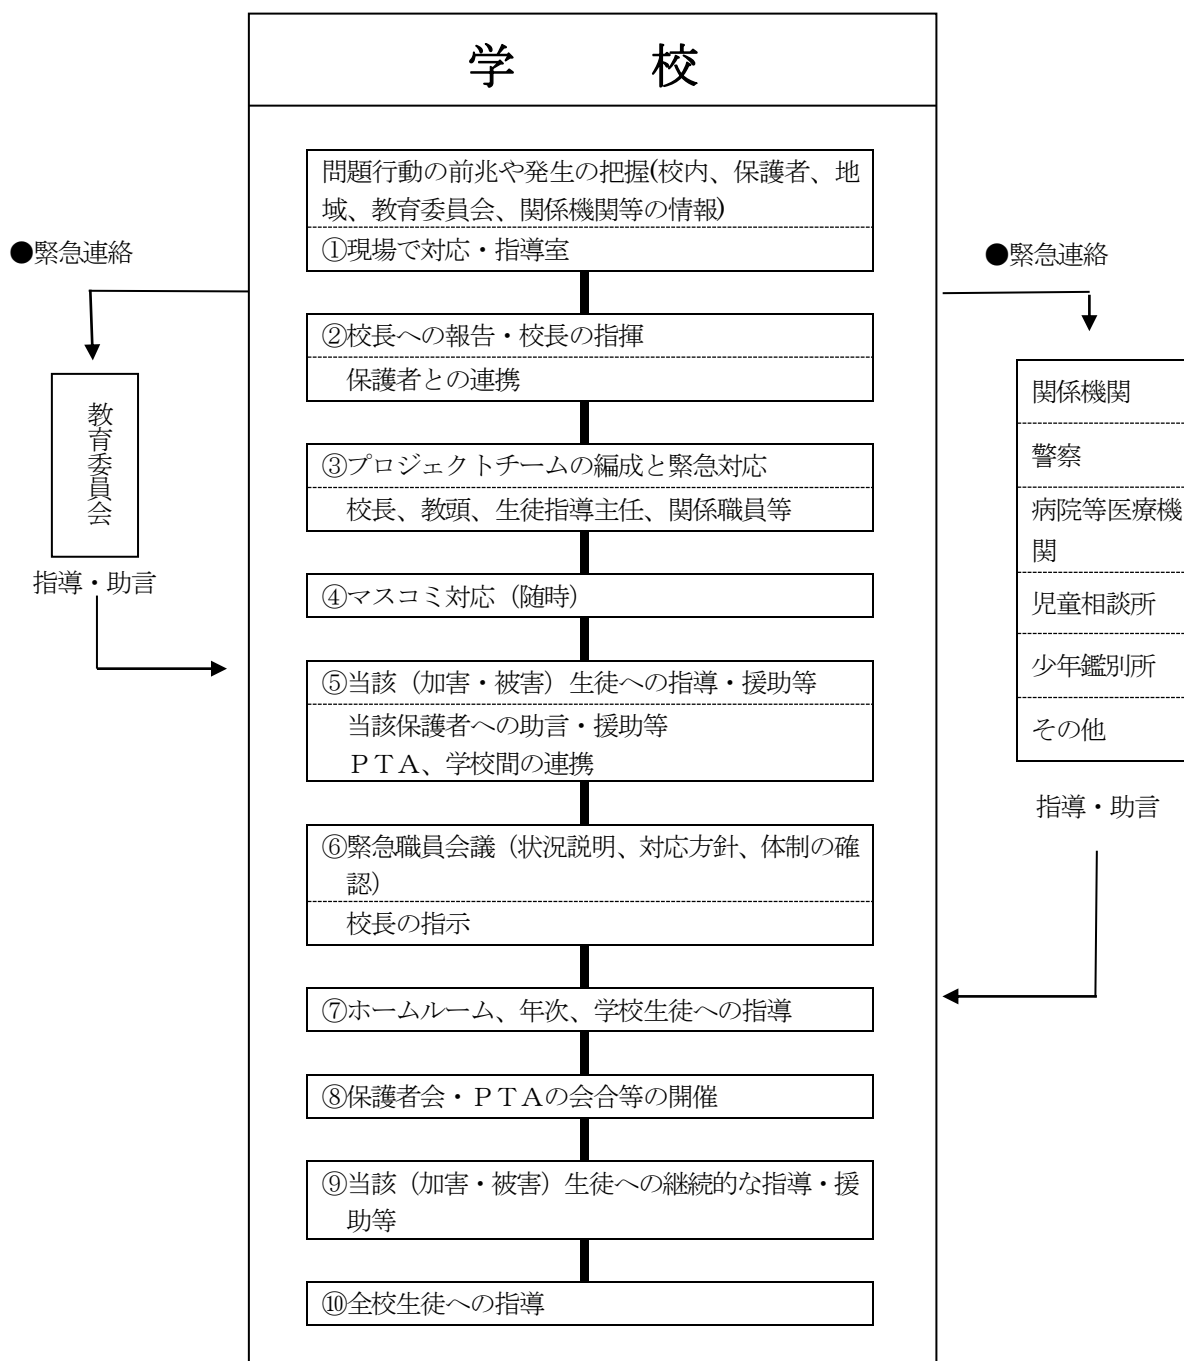 学　校
問題行動の前兆や発生の把握(校内、保護者、地
域、教育委員会、関係機関等の情報)
①現場で対応・指導室
●緊急連絡
●緊急連絡
②校長への報告・校長の指揮
保護者との連携
教育委員会
指導・助言
関係機関
警察
病院等医療機
関
児童相談所
少年鑑別所
その他
指導・助言
③プロジェクトチームの編成と緊急対応
校長、教頭、生徒指導主任、関係職員等
④マスコミ対応（随時）
⑤当該（加害・被害）生徒への指導・援助等
当該保護者への助言・援助等
ＰＴＡ、学校間の連携
⑥緊急職員会議（状況説明、対応方針、体制の確
認）
校長の指示
⑦ホームルーム、年次、学校生徒への指導
⑧保護者会・ＰＴＡの会合等の開催
⑨当該（加害・被害）生徒への継続的な指導・援
助等
⑩全校生徒への指導